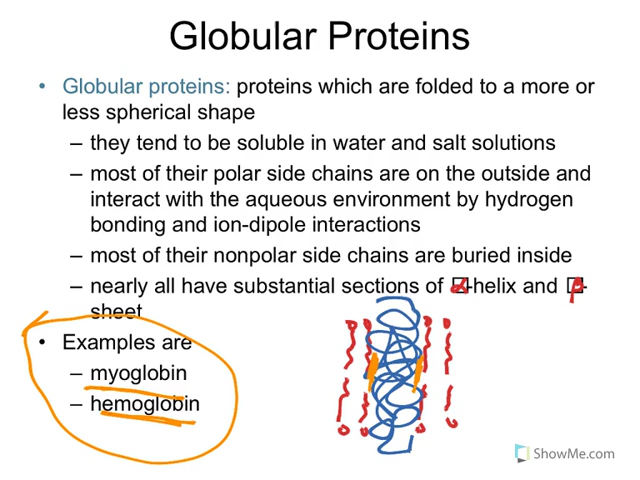 Globular Proteins
• Globular proteins: proteins which are folded to a more or
less spherical shape
– they tend to be soluble in water and salt solutions
– most of their polar side chains are on the outside and
interact with the aqueous environment by hydrogen
bonding and ion-dipole interactions
– most of their nonpolar side chains are buried inside
– nearly all have substantial sections of α-helix and β-
sheet
• Examples are
– myoglobin
– hemoglobin
ShowMe.com